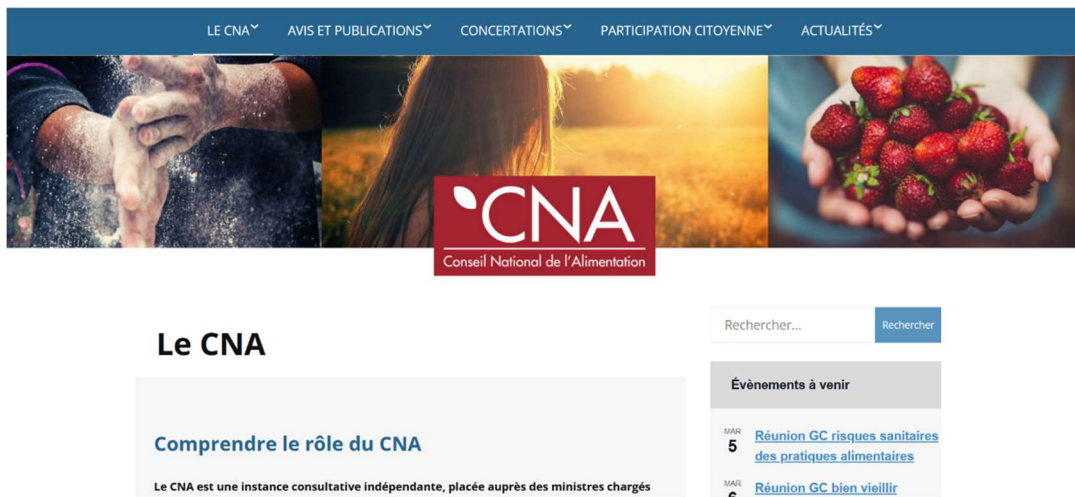 LE CNA AVIS ET PUBLICATIONS CONCERTATIONS PARTICIPATION CITOYENNE ACTUALITÉS
CNA
Conseil National de l'Alimentation
Rechercher... Rechercher
Le CNA
Évènements à venir
Comprendre le rôle du CNA
Le CNA est une instance consultative indépendante, placée auprès des ministres chargés
MAR
5
Réunion GC risques sanitaires
des pratiques alimentaires
MAR
6
Réunion GC bien vieillir